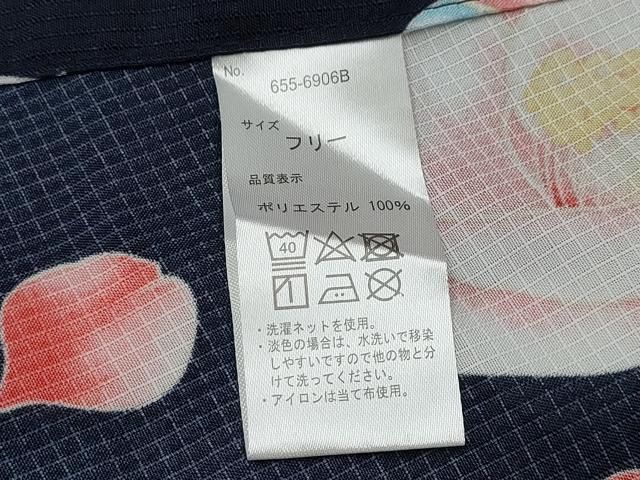 No. 655-6906B
サイズ
フリー
品質表示
ポリエステル 100%
40
・洗濯ネットを使用。
・淡色の場合は、水洗いで移染
しやすいですので他の物と分
けて洗ってください。
・アイロンは当て布使用。